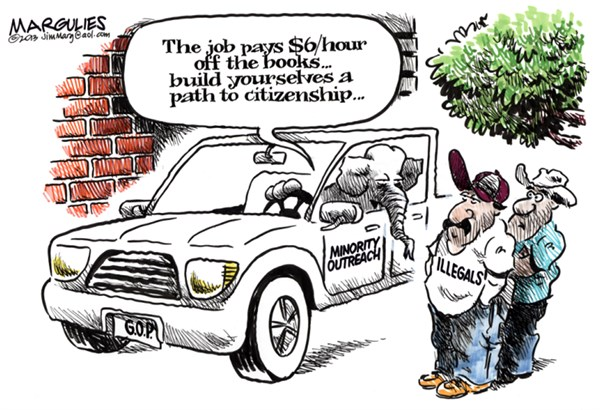 MARGULIES
©2013 JimMarg@aol.com
The job pays $6/hour
off the books...
build yourselves a
path to citizenship...
MINORITY
OUTREACH
ILLEGALS
G.O.P.